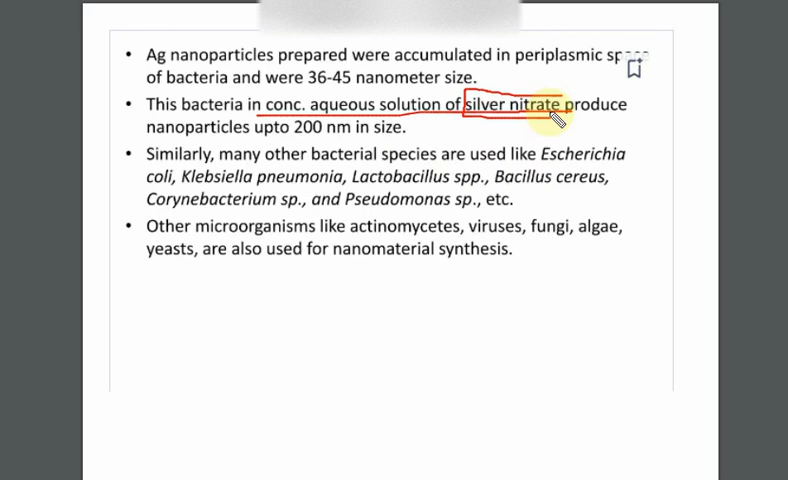 • Ag nanoparticles prepared were accumulated in periplasmic
of bacteria and were 36-45 nanometer size.
• This bacteria in conc. aqueous solution of silver nitrate produce
nanoparticles upto 200 nm in size.
• Similarly, many other bacterial species are used like Escherichia
coli, Klebsiella pneumonia, Lactobacillus spp., Bacillus cereus,
Corynebacterium sp., and Pseudomonas sp., etc.
• Other microorganisms like actinomycetes, viruses, fungi, algae,
yeasts, are also used for nanomaterial synthesis.